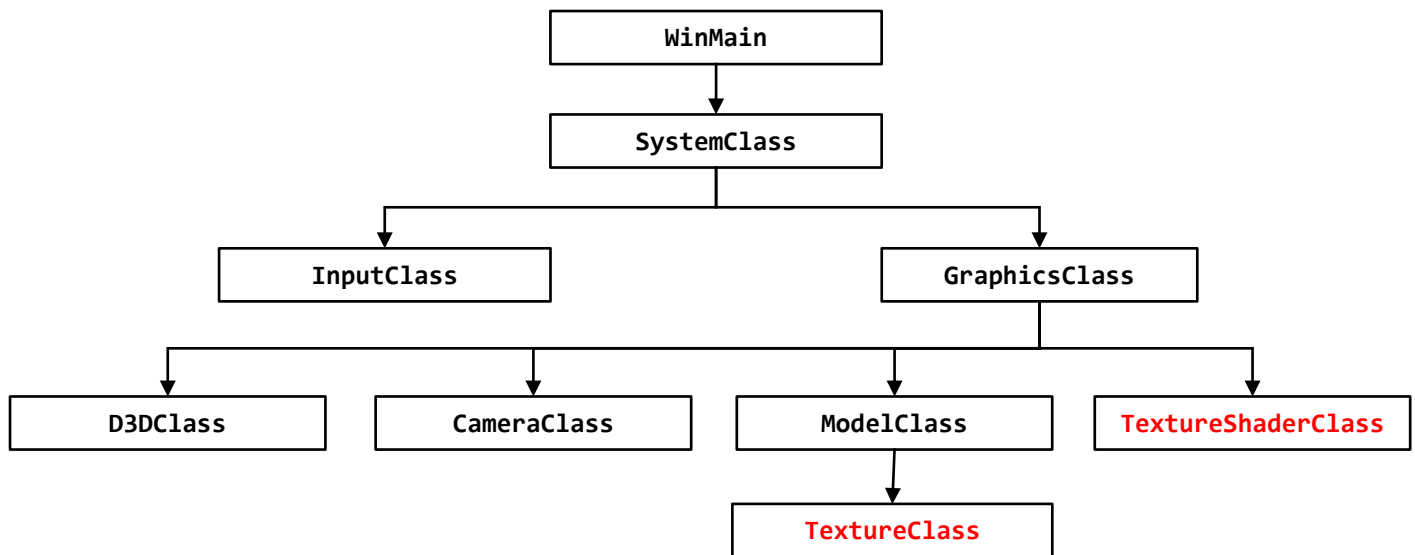 WinMain
SystemClass
InputClass
GraphicsClass
D3DClass
CameraClass
ModelClass
TextureShaderClass
TextureClass